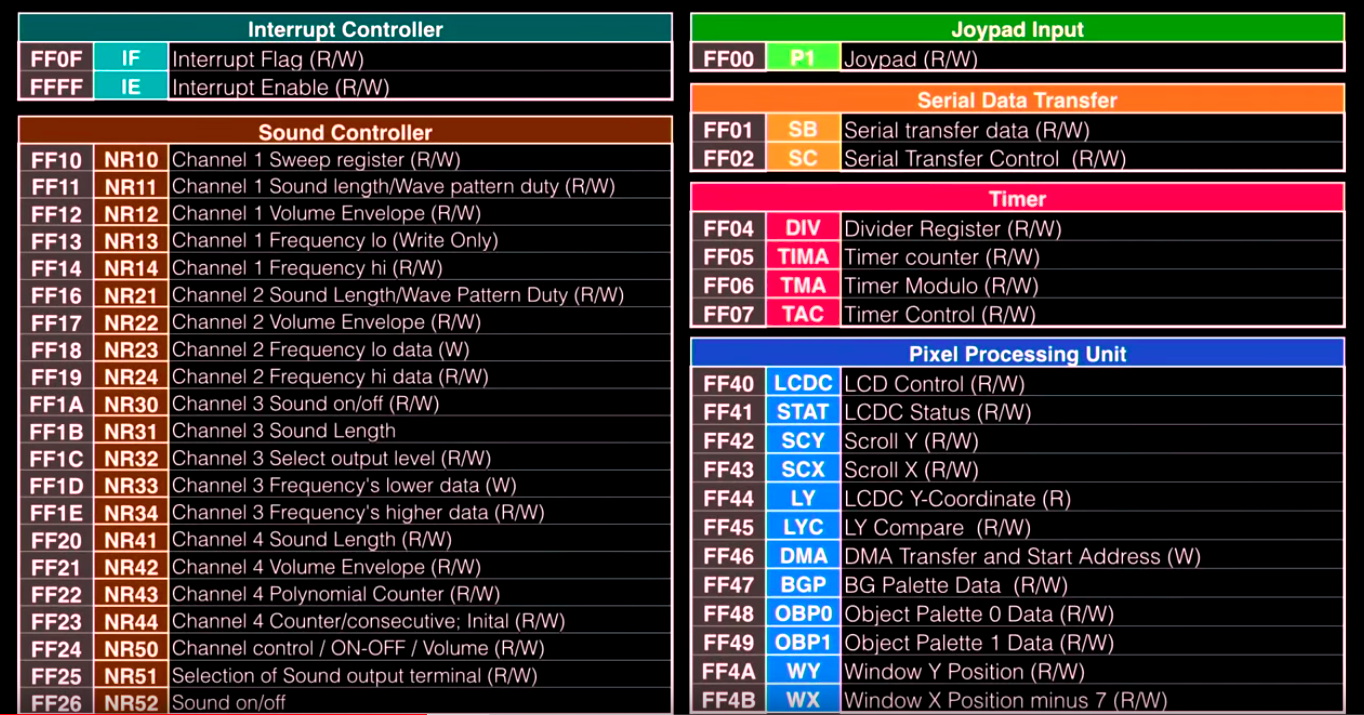 Interrupt Controller
FF0F IF Interrupt Flag (R/W)
FFFF IE Interrupt Enable (R/W)
Sound Controller
FF10 NR10 Channel 1 Sweep register (R/W)
FF11 NR11 Channel 1 Sound length/Wave pattern duty (R/W)
FF12 NR12 Channel 1 Volume Envelope (R/W)
FF13 NR13 Channel 1 Frequency lo (Write Only)
FF14 NR14 Channel 1 Frequency hi (R/W)
FF16 NR21 Channel 2 Sound Length/Wave Pattern Duty (R/W)
FF17 NR22 Channel 2 Volume Envelope (R/W)
FF18 NR23 Channel 2 Frequency lo data (W)
FF19 NR24 Channel 2 Frequency hi data (R/W)
FF1A NR30 Channel 3 Sound on/off (R/W)
FF1B NR31 Channel 3 Sound Length
FF1C NR32 Channel 3 Select output level (R/W)
FF1D NR33 Channel 3 Frequency's lower data (W)
FF1E NR34 Channel 3 Frequency's higher data (R/W)
FF20 NR41 Channel 4 Sound Length (R/W)
FF21 NR42 Channel 4 Volume Envelope (R/W)
FF22 NR43 Channel 4 Polynomial Counter (R/W)
FF23 NR44 Channel 4 Counter/consecutive; Inital (R/W)
FF24 NR50 Channel control / ON-OFF / Volume (R/W)
FF25 NR51 Selection of Sound output terminal (R/W)
FF26 NR52 Sound on/off
Joypad Input
FF00 P1 Joypad (R/W)
Serial Data Transfer
FF01 SB Serial transfer data (R/W)
FF02 SC Serial Transfer Control (R/W)
Timer
FF04 DIV Divider Register (R/W)
FF05 TIMA Timer counter (R/W)
FF06 TMA Timer Modulo (R/W)
FF07 TAC Timer Control (R/W)
Pixel Processing Unit
FF40 LCDC LCD Control (R/W)
FF41 STAT LCDC Status (R/W)
FF42 SCY Scroll Y (R/W)
FF43 SCX Scroll X (R/W)
FF44 LY LCDC Y-Coordinate (R)
FF45 LYC LY Compare (R/W)
FF46 DMA DMA Transfer and Start Address (W)
FF47 BGP BG Palette Data (R/W)
FF48 OBP0 Object Palette 0 Data (R/W)
FF49 OBP1 Object Palette 1 Data (R/W)
FF4A WY Window Y Position (R/W)
FF4B WX Window X Position minus 7 (R/W)